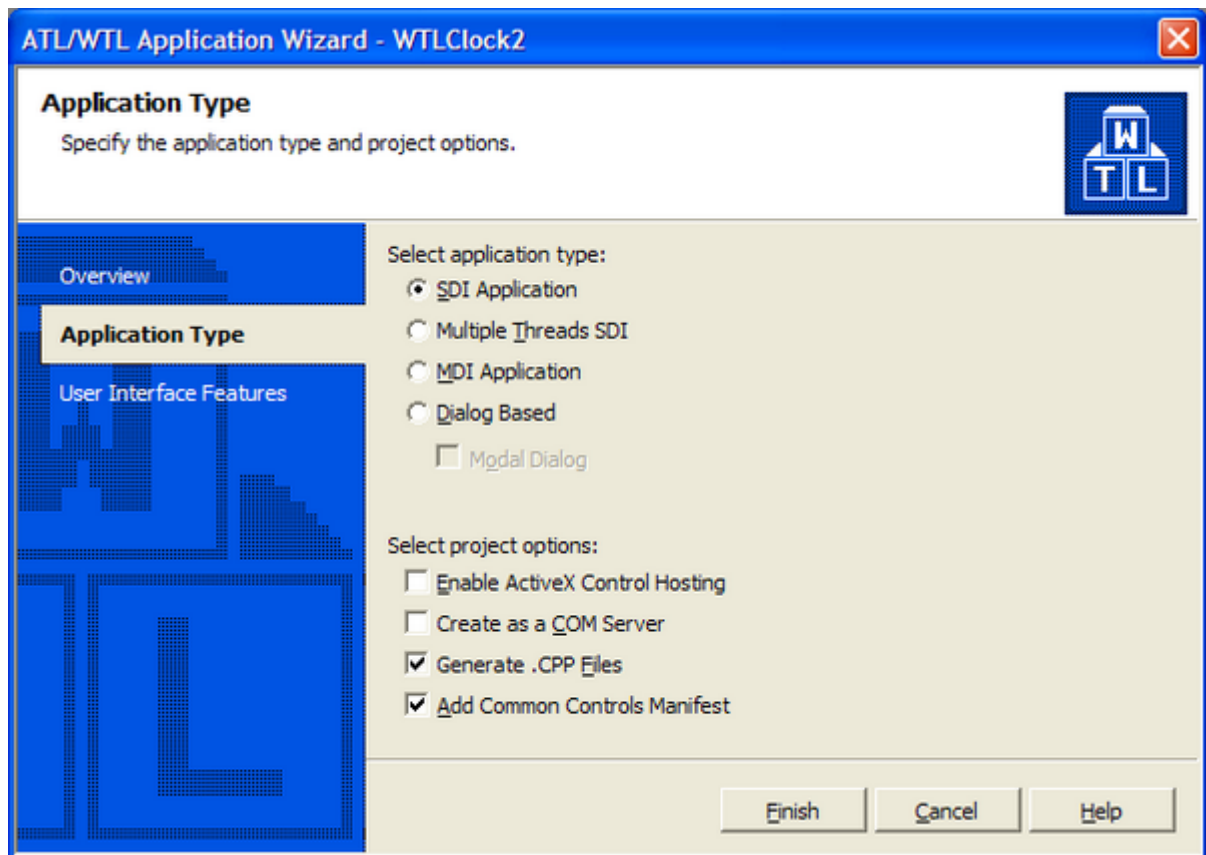 ATL/WTL Application Wizard - WTLClock2
Application Type
Specify the application type and project options.
W
T L
Overview
Application Type
User Interface Features
Select application type:
SDI Application
Multiple Threads SDI
MDI Application
Dialog Based
Modal Dialog
Select project options:
Enable ActiveX Control Hosting
Create as a COM Server
Generate .CPP Files
Add Common Controls Manifest
W
L
Finish Cancel Help